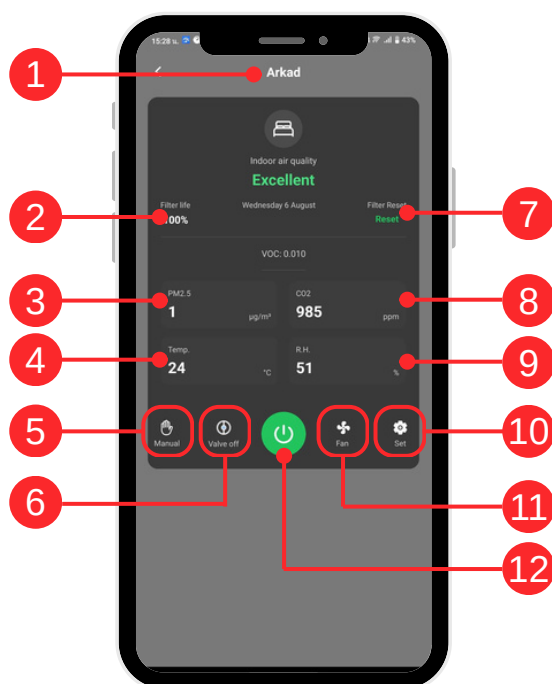 15:28 น.
43%
1
Arkad
Indoor air quality
Excellent
Filter life
Wednesday 6 August
Filter Reset
2
100%
Reset
7
VOC: 0.010
3
PM2.5
1
µg/m³
CO2
985
ppm
8
4
Temp.
24
°C
R.H.
51
%
9
5
Manual
Valve off
Fan
Set
10
6
11
12